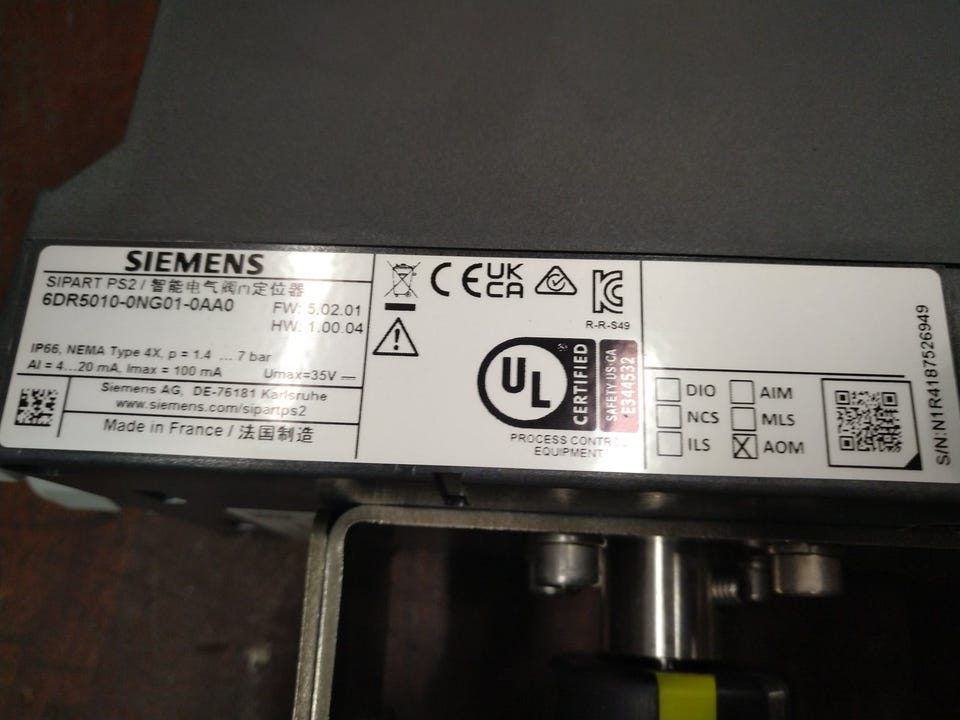 SIEMENS
SIPART PS2 / 智能电气阀门定位器
6DR5010-0NG01-0AA0
FW: 5.02.01
HW: 1.00.04
IP66, NEMA Type 4X, p = 1.4 ... 7 bar
AI = 4...20 mA, Imax = 100 mA Umax=35V
Siemens AG, DE-76181 Karlsruhe
www.siemens.com/sipartps2
Made in France / 法国制造
CE UK CA
R-R-S49
UL CERTIFIED
SAFETY US-CA
E344532
PROCESS CONTROL
EQUIPMENT
DIO AIM
NCS MLS
ILS AOM
S/N:N1R4187526949